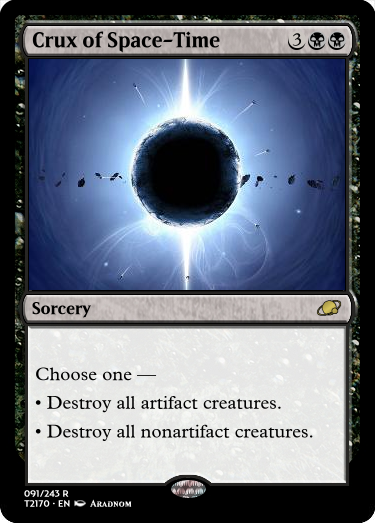 Crux of Space-Time 3
Sorcery
Choose one —
• Destroy all artifact creatures.
• Destroy all nonartifact creatures.
091/243 R
T2170 · EN Aradnom